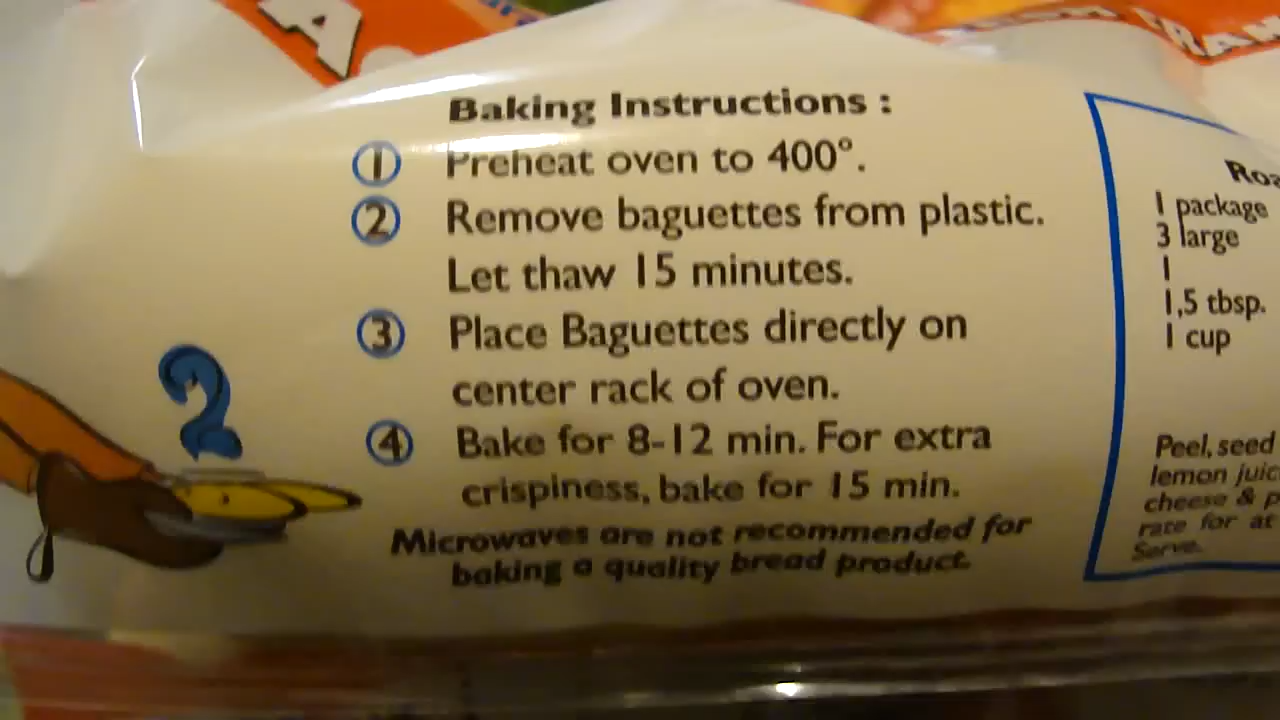 A
Baking Instructions :
1 Preheat oven to 400°.
2 Remove baguettes from plastic.
Let thaw 15 minutes.
3 Place Baguettes directly on
center rack of oven.
4 Bake for 8-12 min. For extra
crispiness, bake for 15 min.
Microwaves are not recommended for
baking a quality bread product.
2
1 package
3 large
1
1,5 tbsp.
1 cup
Peel, seed
lemon
cheese & 
rate for at
Serve.